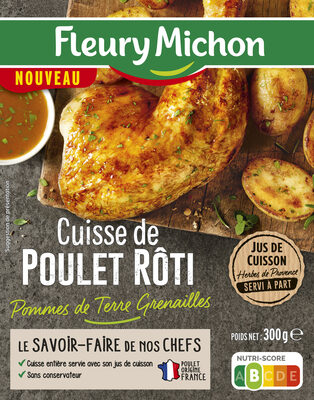 Fleury Michon
NOUVEAU
Suggestion de présentation
Cuisse de
POULET RÔTI
Pommes de Terre Grenailles
JUS DE
CUISSON
Herbes de Provence
SERVI À PART
LE SAVOIR-FAIRE DE NOS CHEFS
✓ Cuisse entière servie avec son jus de cuisson
✓ Sans conservateur
POULET
ORIGINE
FRANCE
POIDS NET : 300g ℮
NUTRI-SCORE
A B C D E